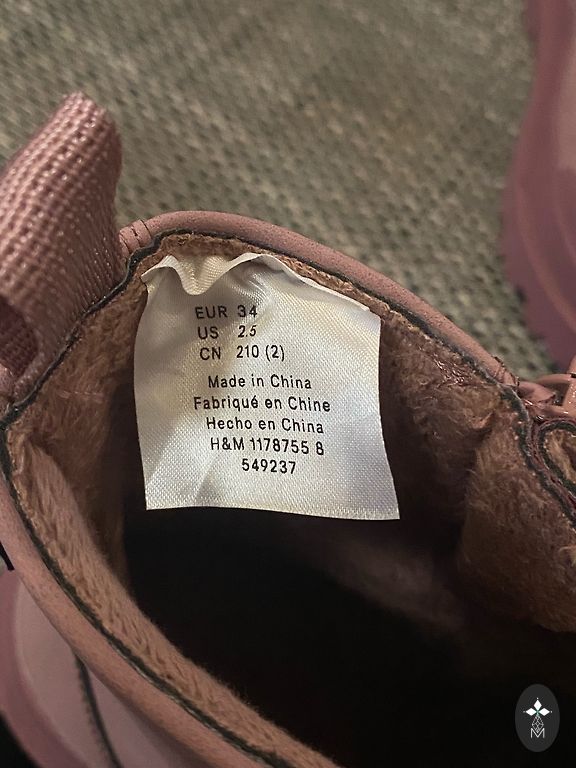 EUR 34
US 2.5
CN 210 (2)
Made in China
Fabriqué en Chine
Hecho en China
H&M 1178755 8
549237
M